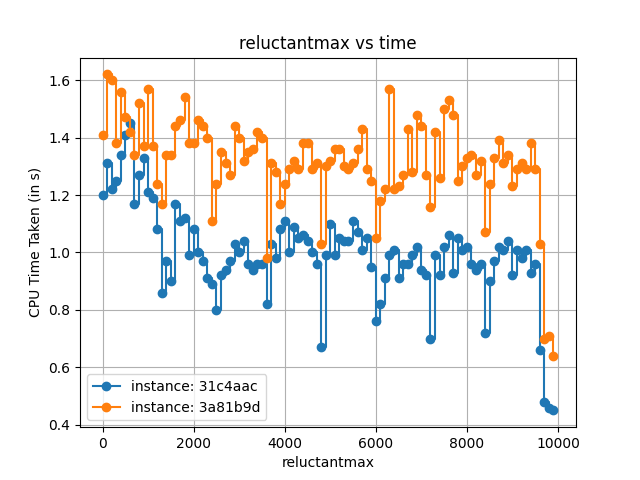 reluctantmax vs time
1.6
1.4
1.2
1.0
0.8
0.6
0.4
CPU Time Taken (in s)
instance: 31c4aac
instance: 3a81b9d
0 2000 4000 6000 8000 10000
reluctantmax